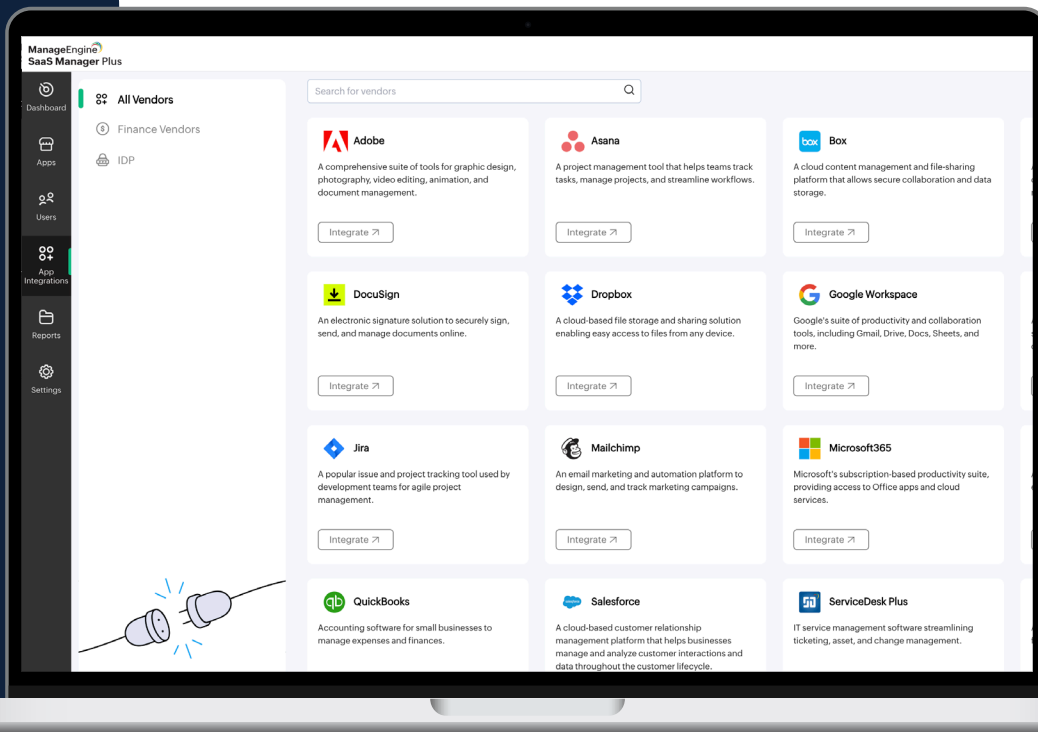 ManageEngine
SaaS Manager Plus
Dashboard
Apps
Users
App
Integrations
Reports
Settings
All Vendors
Finance Vendors
IDP
Search for vendors
Adobe
A comprehensive suite of tools for graphic design,
photography, video editing, animation, and
document management.
Integrate
Asana
A project management tool that helps teams track
tasks, manage projects, and streamline workflows.
Integrate
box
Box
A cloud content management and file-sharing
platform that allows secure collaboration and data
storage.
Integrate
DocuSign
An electronic signature solution to securely sign,
send, and manage documents online.
Integrate
Dropbox
A cloud-based file storage and sharing solution
enabling easy access to files from any device.
Integrate
Google Workspace
Google's suite of productivity and collaboration
tools, including Gmail, Drive, Docs, Sheets, and
more.
Integrate
Jira
A popular issue and project tracking tool used by
development teams for agile project
management.
Integrate
Mailchimp
An email marketing and automation platform to
design, send, and track marketing campaigns.
Integrate
Microsoft365
Microsoft's subscription-based productivity suite,
providing access to Office apps and cloud
services.
Integrate
qb
QuickBooks
Accounting software for small businesses to
manage expenses and finances.
Salesforce
A cloud-based customer relationship
management platform that helps businesses
manage and analyze customer interactions and
data throughout the customer lifecycle.
ServiceDesk Plus
IT service management software streamlining
ticketing, asset, and change management.